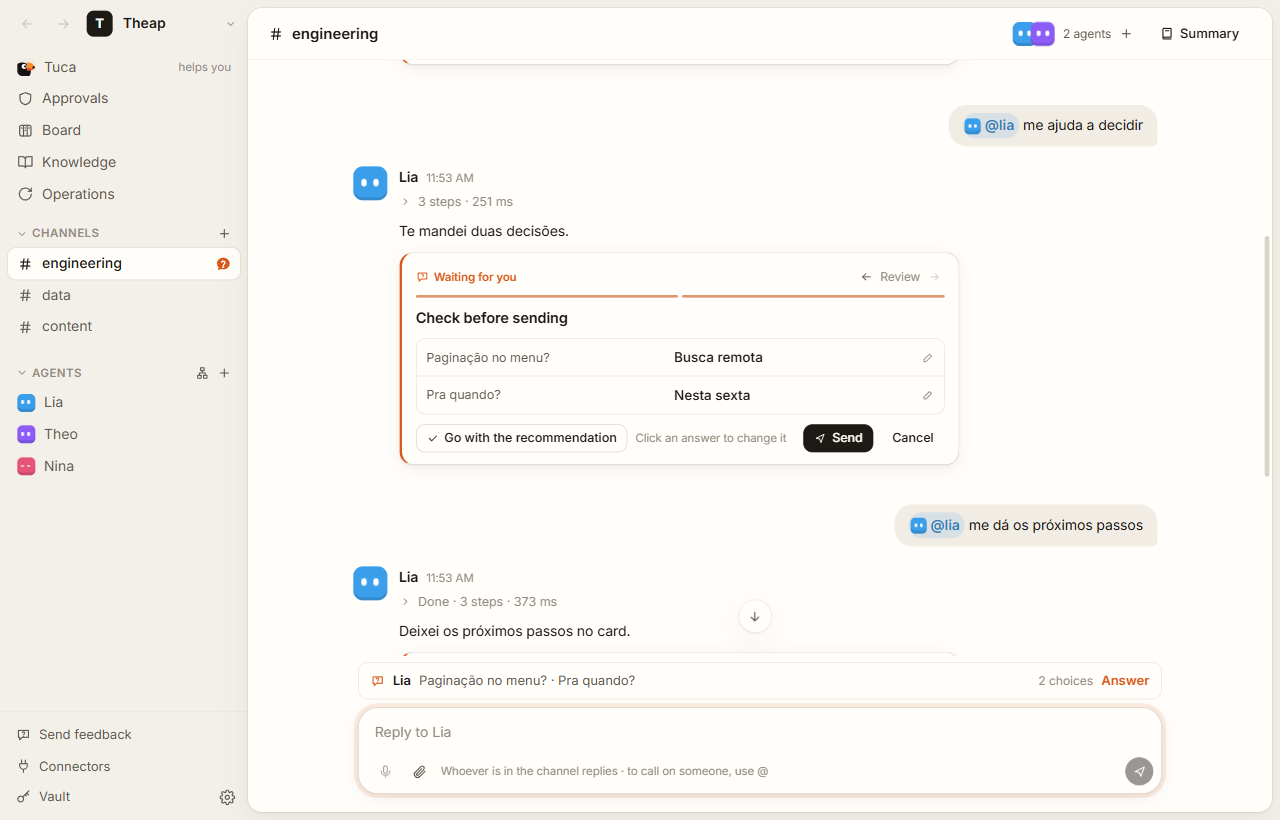 T Theap
Tuca helps you
Approvals
Board
Knowledge
Operations
CHANNELS
# engineering
# data
# content
AGENTS
Lia
Theo
Nina
Send feedback
Connectors
Vault
# engineering
2 agents
Summary
@lia me ajuda a decidir
Lia 11:53 AM
3 steps · 251 ms
Te mandei duas decisões.
Waiting for you
Review
Check before sending
Paginação no menu? Busca remota
Pra quando? Nesta sexta
Go with the recommendation Click an answer to change it Send Cancel
@lia me dá os próximos passos
Lia 11:53 AM
Done · 3 steps · 373 ms
Deixei os próximos passos no card.
Lia Paginação no menu? · Pra quando? 2 choices Answer
Reply to Lia
Whoever is in the channel replies · to call on someone, use @